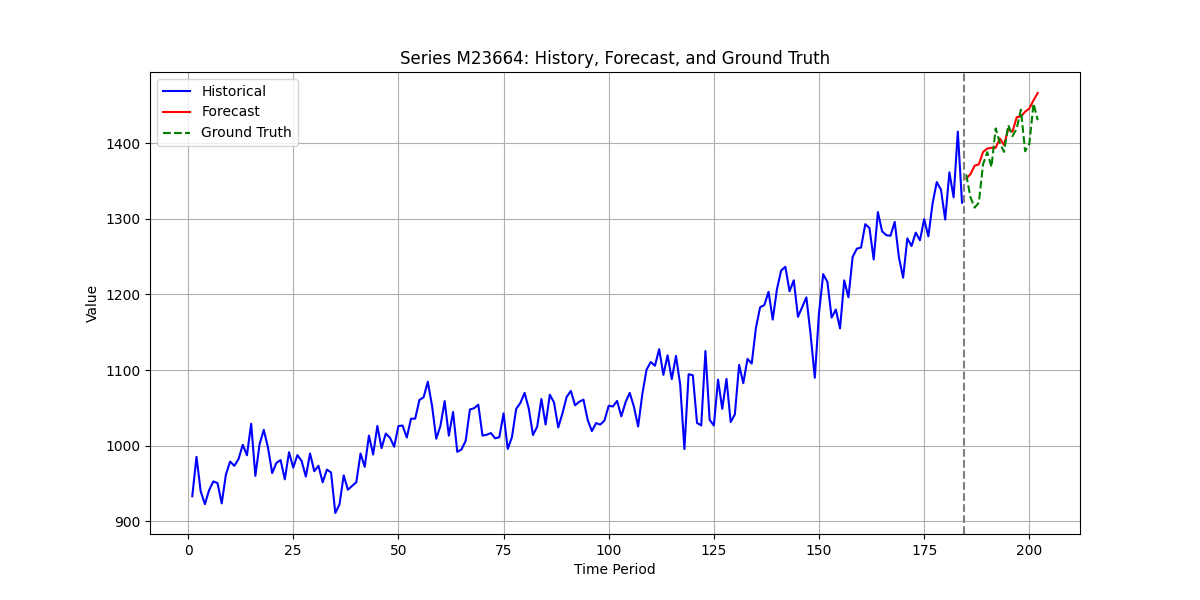 Series M23664: History, Forecast, and Ground Truth
Historical
Forecast
Ground Truth
Value
1400
1300
1200
1100
1000
900
0 25 50 75 100 125 150 175 200
Time Period